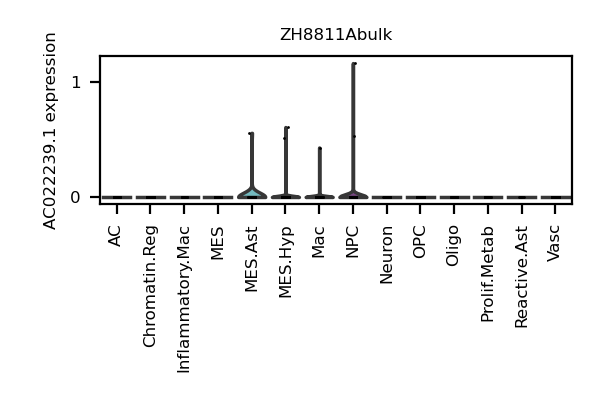 ZH8811Abulk
AC022239.1 expression
1
0
AC
Chromatin.Reg
Inflammatory.Mac
MES
MES.Ast
MES.Hyp
Mac
NPC
Neuron
OPC
Oligo
Prolif.Metab
Reactive.Ast
Vasc